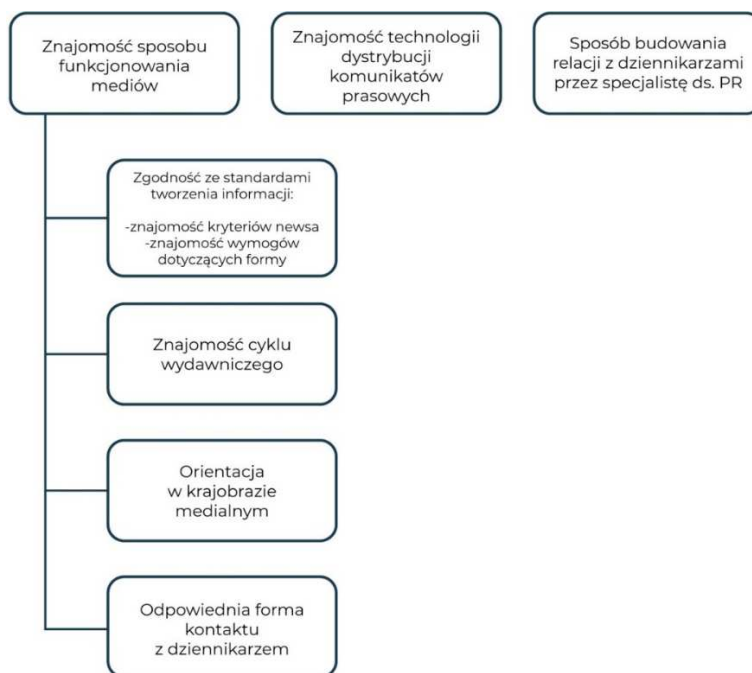 Znajomość sposobu
funkcjonowania
mediów
Znajomość technologii
dystrybucji
komunikatów
prasowych
Sposób budowania
relacji z dziennikarzami
przez specjalistę ds. PR
Zgodność ze standardami
tworzenia informacji:
-znajomość kryteriów newsa
-znajomość wymogów
dotyczących formy
Znajomość cyklu
wydawniczego
Orientacja
w krajobrazie
medialnym
Odpowiednia forma
kontaktu
z dziennikarzem